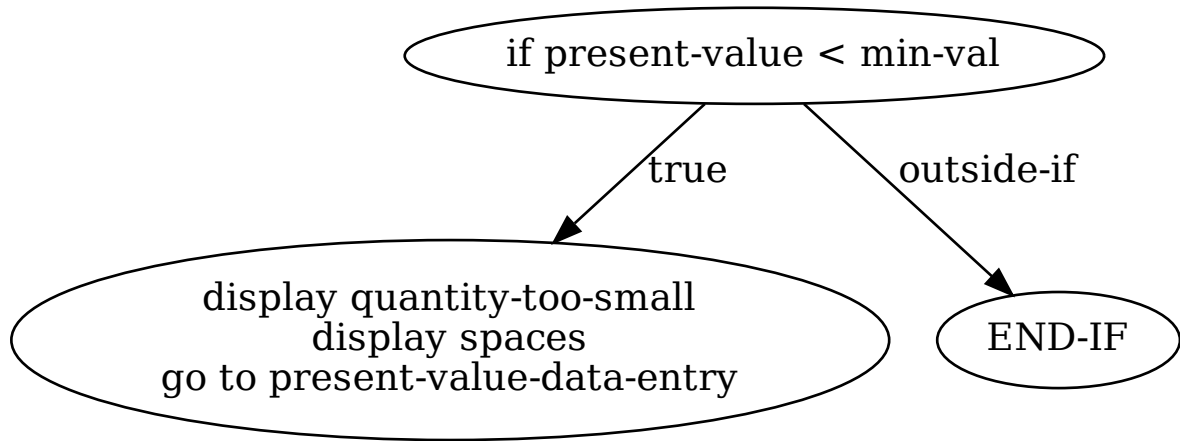 if present-value < min-val
true
outside-if
display quantity-too-small
display spaces
go to present-value-data-entry
END-IF